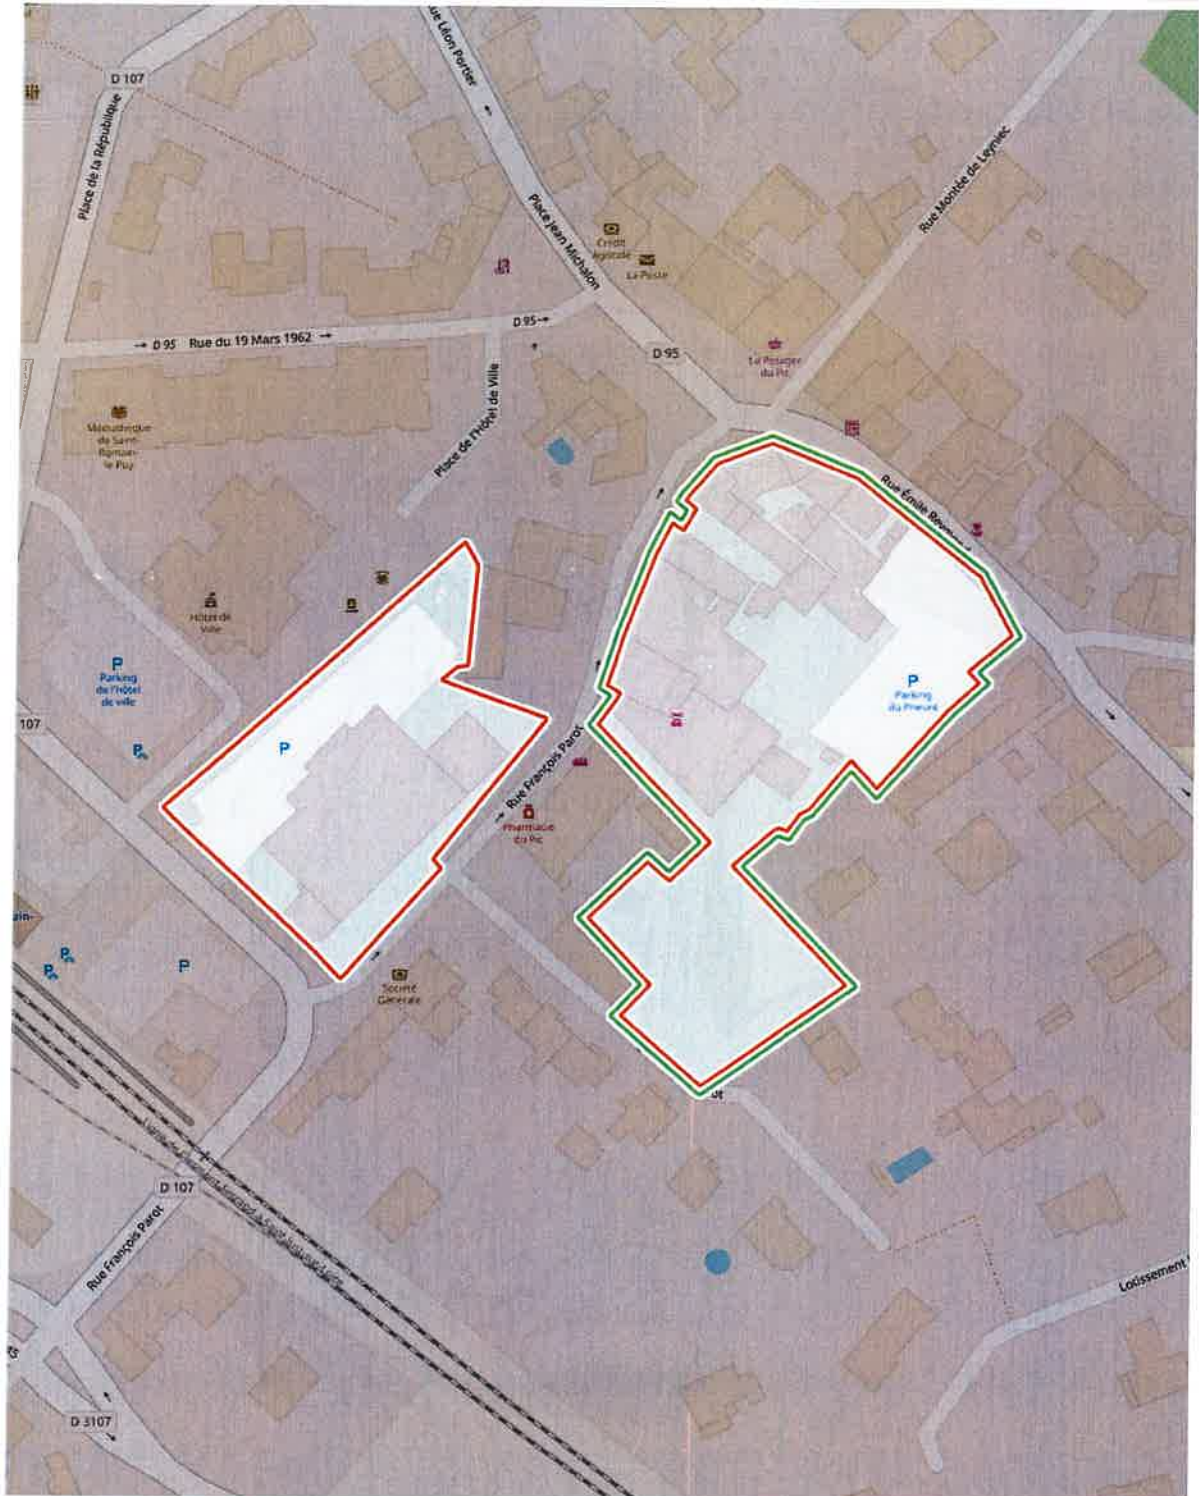 Rue Léon Portier
D 107
Place de la République
Rue Montée de Leyniec
Place Jean Michalon
Crédit
Agricole
La Poste
D 95
D 95
Rue du 19 Mars 1962
D 95
Le Potager
du Pic
Place de l'Hôtel de Ville
Médiathèque
de Saint-
Romain-
le-Puy
Rue Émile
Hôtel de
Ville
P
Parking
de l'Hôtel
de ville
P
Parking
du Prieuré
107
P
P
Rue François Parot
Pharmacie
du Pic
ain-
P
P
P
Société
Générale
ot
D 107
Rue François Parot
Lotissement
D 3107